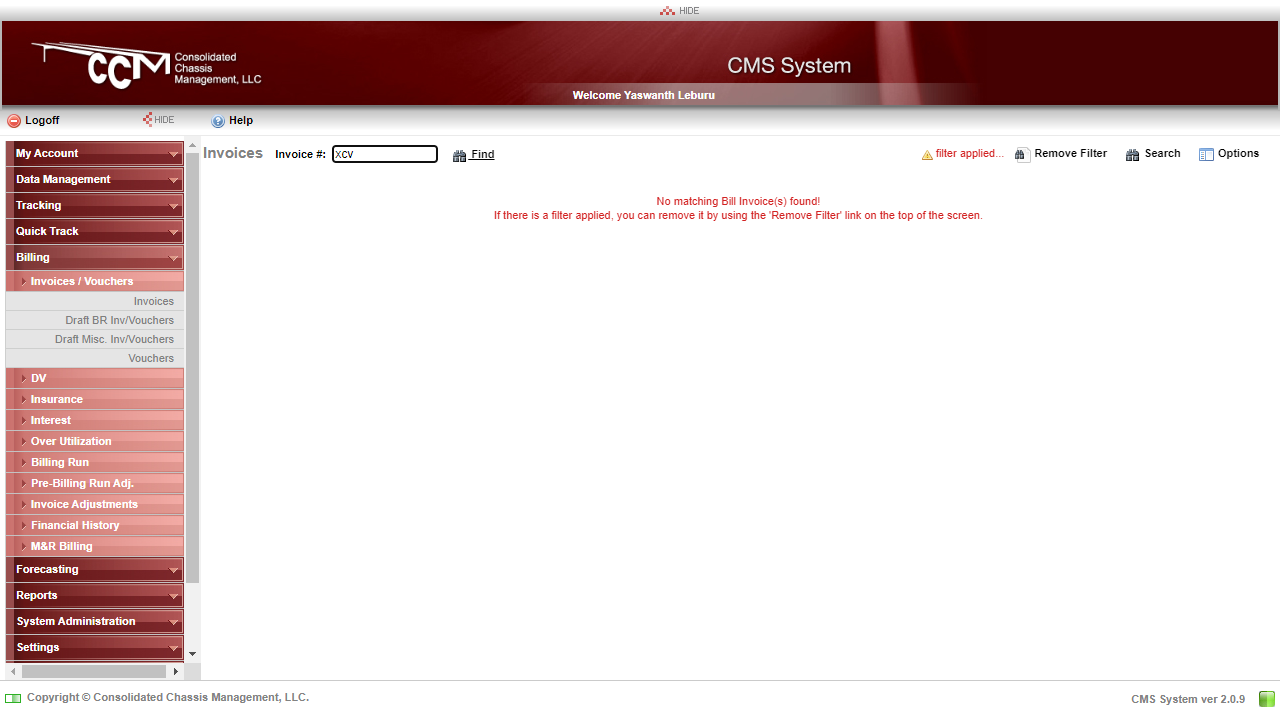 HIDE
CCM Consolidated
Chassis
Management, LLC
CMS System
Welcome Yaswanth Leburu
Logoff HIDE Help
My Account
Data Management
Tracking
Quick Track
Billing
Invoices / Vouchers
Invoices
Draft BR Inv/Vouchers
Draft Misc. Inv/Vouchers
Vouchers
DV
Insurance
Interest
Over Utilization
Billing Run
Pre-Billing Run Adj.
Invoice Adjustments
Financial History
M&R Billing
Forecasting
Reports
System Administration
Settings
Invoices Invoice #: xcv Find filter applied... Remove Filter Search Options
No matching Bill Invoice(s) found!
If there is a filter applied, you can remove it by using the 'Remove Filter' link on the top of the screen.
Copyright © Consolidated Chassis Management, LLC. CMS System ver 2.0.9